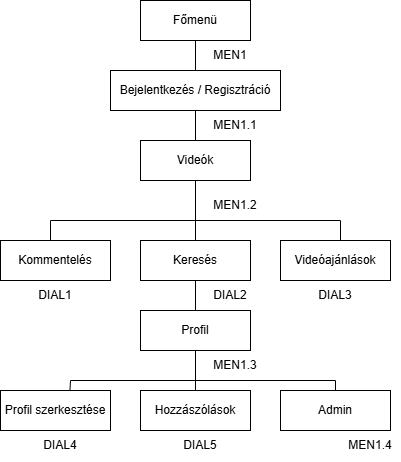 Főmenü
MEN1
Bejelentkezés / Regisztráció
MEN1.1
Videók
MEN1.2
Kommentelés
Keresés
Videóajánlások
DIAL1
DIAL2
DIAL3
Profil
MEN1.3
Profil szerkesztése
Hozzászólások
Admin
DIAL4
DIAL5
MEN1.4